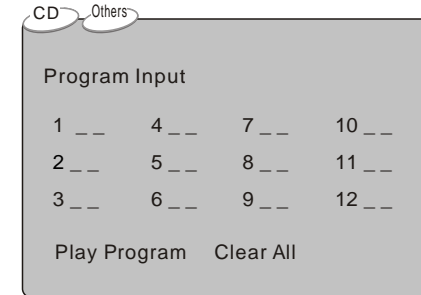 CD Others
Program Input
1 _ _ 4 _ _ 7 _ _ 10 _ _
2 _ _ 5 _ _ 8 _ _ 11 _ _
3 _ _ 6 _ _ 9 _ _ 12 _ _
Play Program Clear All